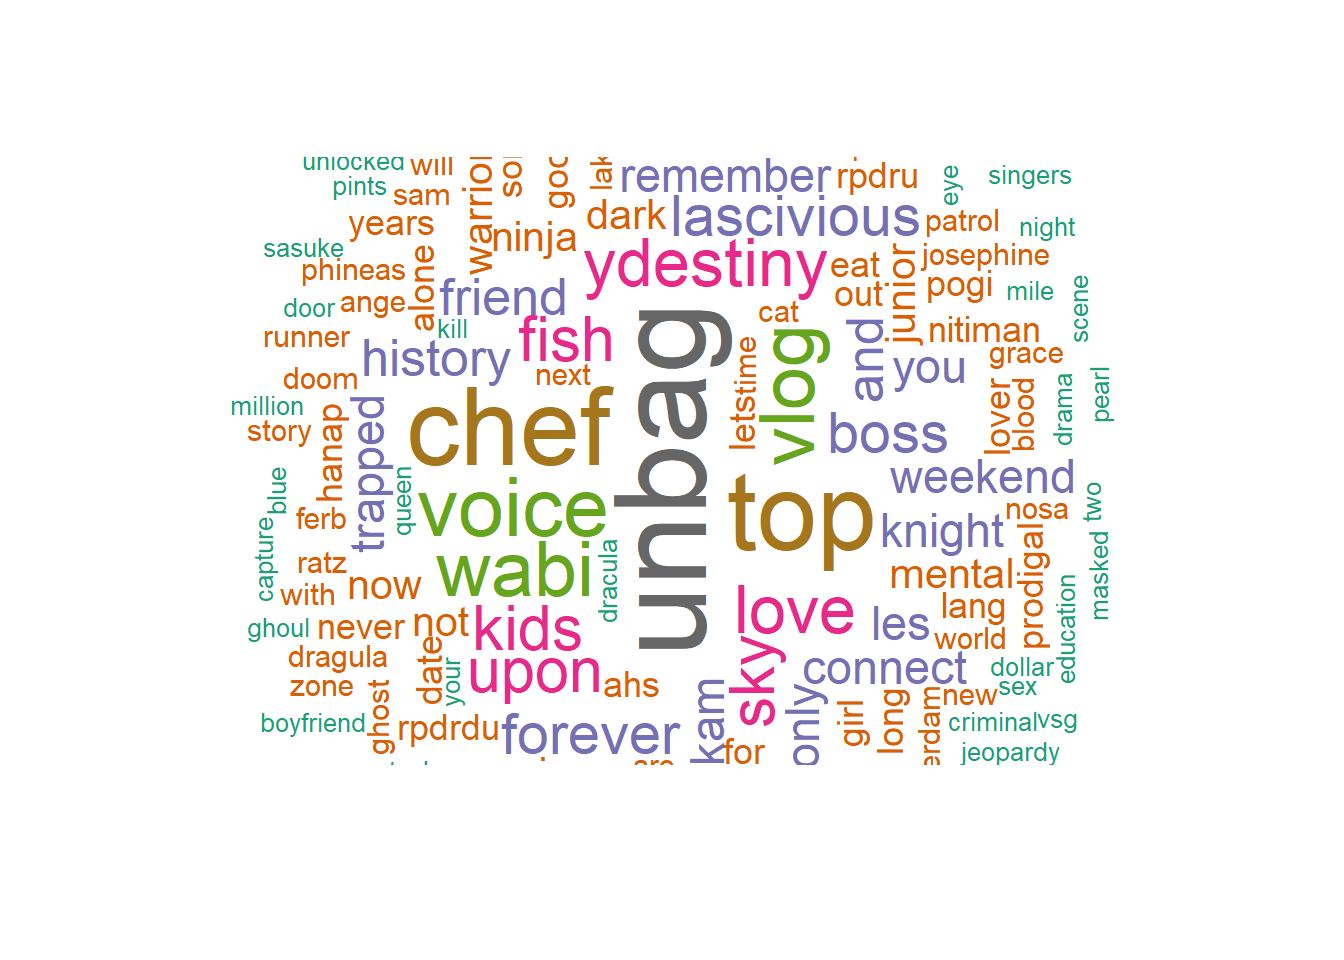 unlocked
will
warrior
so
remember
rpdru
eye
singers
pints
sam
dark
lascivious
patrol
night
years
ninja
sasuke
phineas
alone
ydestiny
eat
junior
josephine
door
ange
friend
out
pogi
mile
scene
runner
kill
fish
unbag
cat
vlog
and
nitiman
history
next
letstime
you
grace
doom
lover
blood
drama
pearl
million
hanap
trapped
chef
boss
story
blue
queen
voice
top
weekend
ferb
knight
nosa
two
capture
ratz
wabi
dracula
mental
prodigal
masked
with
now
love
lang
education
ghoul
never
not
kids
les
world
dragula
date
your
upon
ahs
sky
connect
dollar
zone
ghost
kam
only
girl
long
new
sex
boyfriend
rpdrdu
forever
for
erdam
criminal
vsg
jeopardy